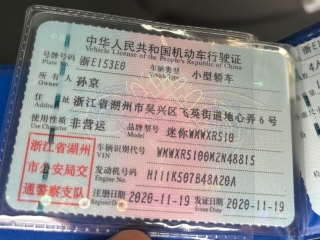 中华人民共和国机动车行驶证
Vehicle License of the People's Republic of China
号牌号码 浙E153E0 车辆类型 小型轿车
Plate No. Vehicle Type
所有人 孙京
Owner
住址 浙江省湖州市吴兴区飞英街道地心弄6号
Address
使用性质 非营运 品牌型号 迷你WMWXR510
Use Character Model
浙江省湖州市公安局交通警察支队
车辆识别代号 WMWXR5100M2N48815
VIN
发动机号码 H111K507B48A20A
Engine No.
注册日期 2020-11-19 发证日期 2020-11-19
Register Date Issue Date